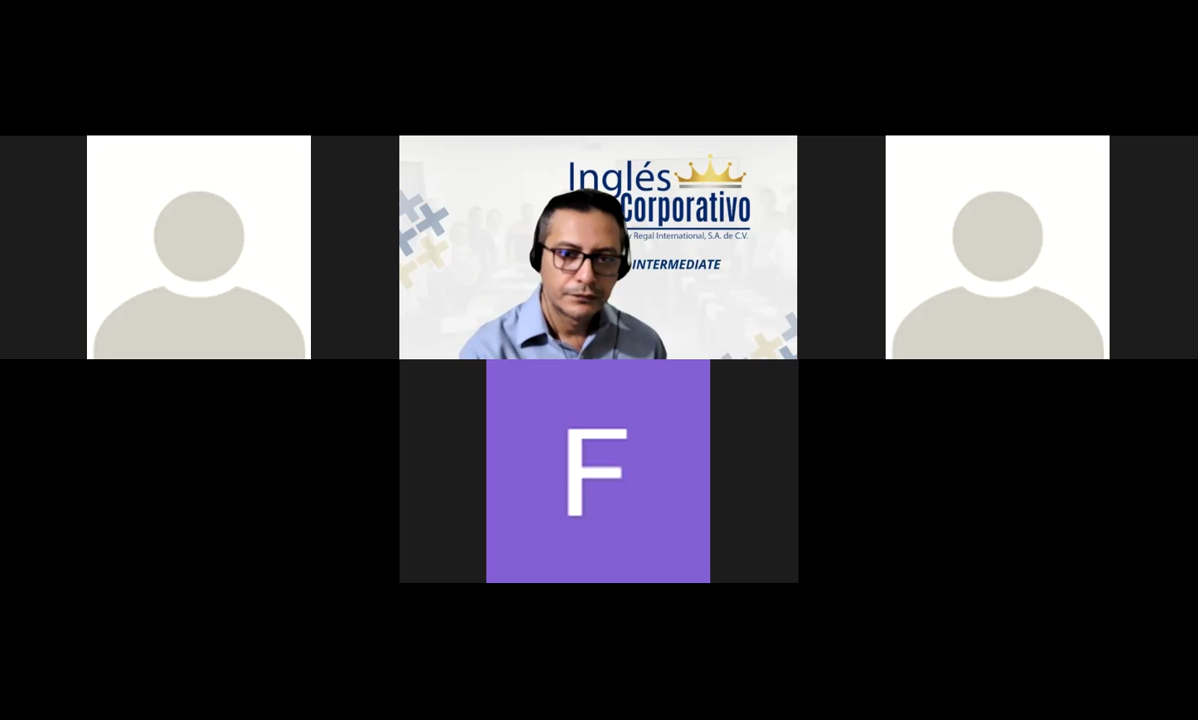 Inglés
Corporativo
y Regal International, S.A. de C.V.
INTERMEDIATE
F